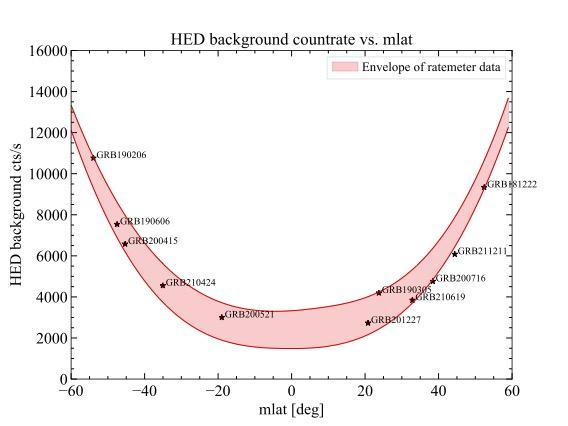 HED background countrate vs. mlat
Envelope of ratemeter data
HED background cts/s
16000
14000
12000
10000
8000
6000
4000
2000
0
GRB190206
GRB181222
GRB190606
GRB200415
GRB211211
GRB210424
GRB200716
GRB190305
GRB210619
GRB200521
GRB201227
−60 −40 −20 0 20 40 60
mlat [deg]